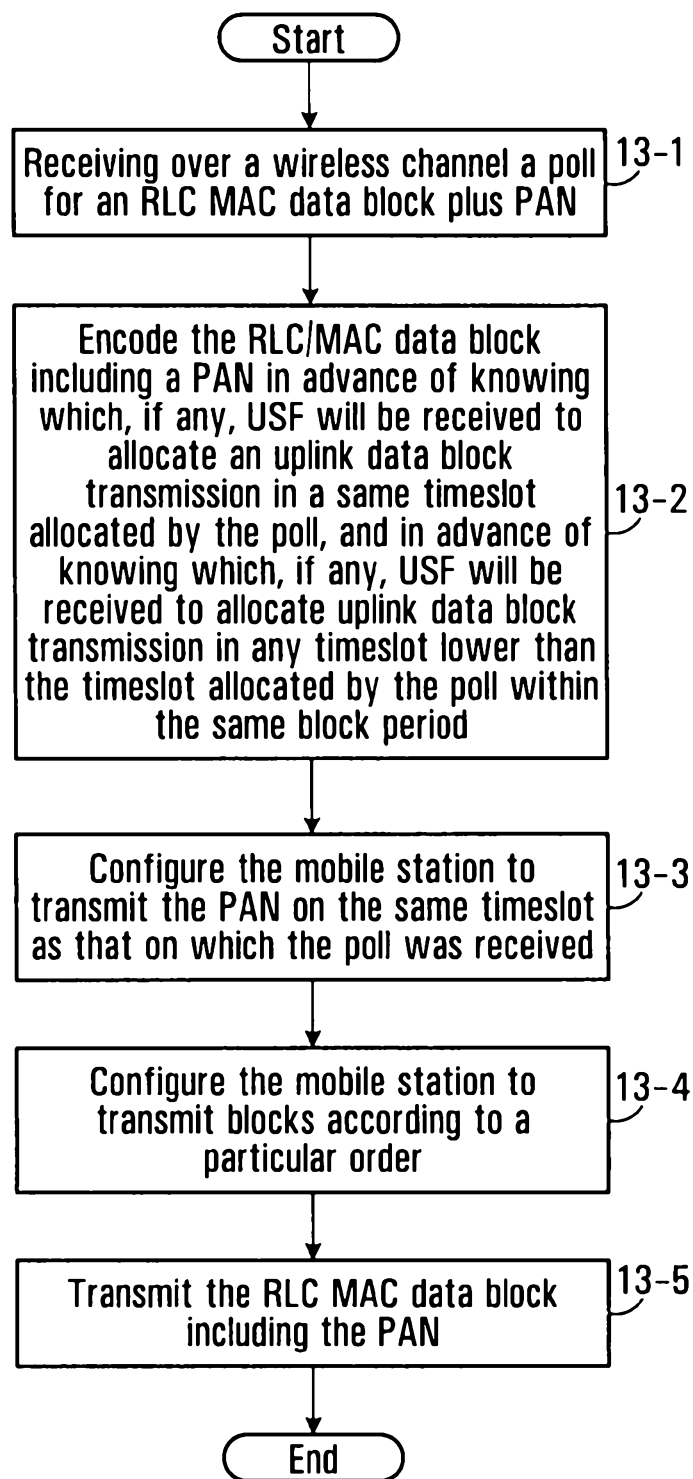 Start
13-1
Receiving over a wireless channel a poll
for an RLC MAC data block plus PAN
13-2
Encode the RLC/MAC data block
including a PAN in advance of knowing
which, if any, USF will be received to
allocate an uplink data block
transmission in a same timeslot
allocated by the poll, and in advance of
knowing which, if any, USF will be
received to allocate uplink data block
transmission in any timeslot lower than
the timeslot allocated by the poll within
the same block period
13-3
Configure the mobile station to
transmit the PAN on the same timeslot
as that on which the poll was received
13-4
Configure the mobile station to
transmit blocks according to a
particular order
13-5
Transmit the RLC MAC data block
including the PAN
End